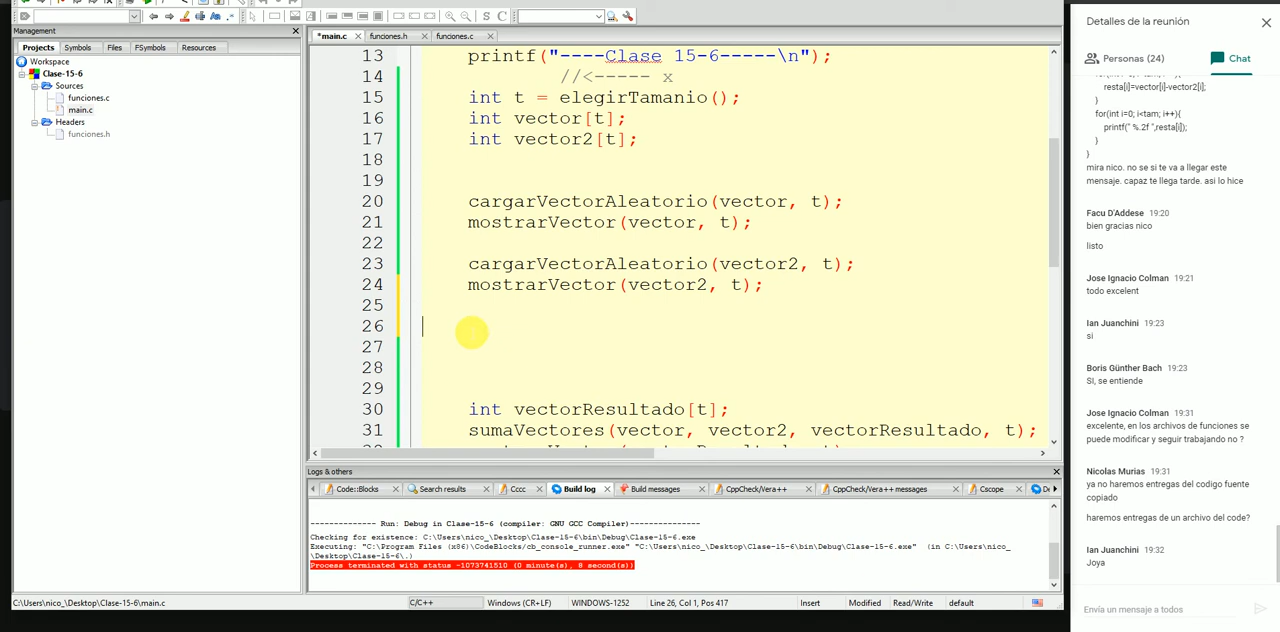 Management
Projects Symbols Files FSymbols Resources
Workspace
Clase-15-6
Sources
funciones.c
main.c
Headers
funciones.h
*main.c funciones.h funciones.c
13 printf("----Clase 15-6-----\n");
14 //<----- x
15 int t = elegirTamanio();
16 int vector[t];
17 int vector2[t];
18
19
20 cargarVectorAleatorio(vector, t);
21 mostrarVector(vector, t);
22
23 cargarVectorAleatorio(vector2, t);
24 mostrarVector(vector2, t);
25
26
27
28
29
30 int vectorResultado[t];
31 sumaVectores(vector, vector2, vectorResultado, t);
Logs & others
Code::Blocks Search results Cccc Build log Build messages CppCheck/Vera++ CppCheck/Vera++ messages Cscope
-------------- Run: Debug in Clase-15-6 (compiler: GNU GCC Compiler)---------------
Checking for existence: C:\Users\nico_\Desktop\Clase-15-6\bin\Debug\Clase-15-6.exe
Executing: "C:\Program Files (x86)\CodeBlocks/cb_console_runner.exe" "C:\Users\nico_\Desktop\Clase-15-6\bin\Debug\Clase-15-6.exe" (in C:\Users\nico_
\Desktop\Clase-15-6\.)
Process terminated with status -1073741510 (0 minute(s), 8 second(s))
C:\Users\nico_\Desktop\Clase-15-6\main.c C/C++ Windows (CR+LF) WINDOWS-1252 Line 26, Col 1, Pos 417 Insert Modified Read/Write default
Detalles de la reunión
Personas (24) Chat
resta[i]=vector[i]-vector2[i];
}
for(int i=0; i<tam; i++){
printf(" %.2f ",resta[i]);
}
}
mira nico. no se si te va a llegar este
mensaje. capaz te llega tarde. asi lo hice
Facu D'Addese 19:20
bien gracias nico
listo
Jose Ignacio Colman 19:21
todo excelent
Ian Juanchini 19:23
si
Boris Günther Bach 19:23
SI, se entiende
Jose Ignacio Colman 19:31
excelente, en los archivos de funciones se
puede modificar y seguir trabajando no ?
Nicolas Murias 19:31
ya no haremos entregas del codigo fuente
copiado
haremos entregas de un archivo del code?
Ian Juanchini 19:32
Joya
Envía un mensaje a todos